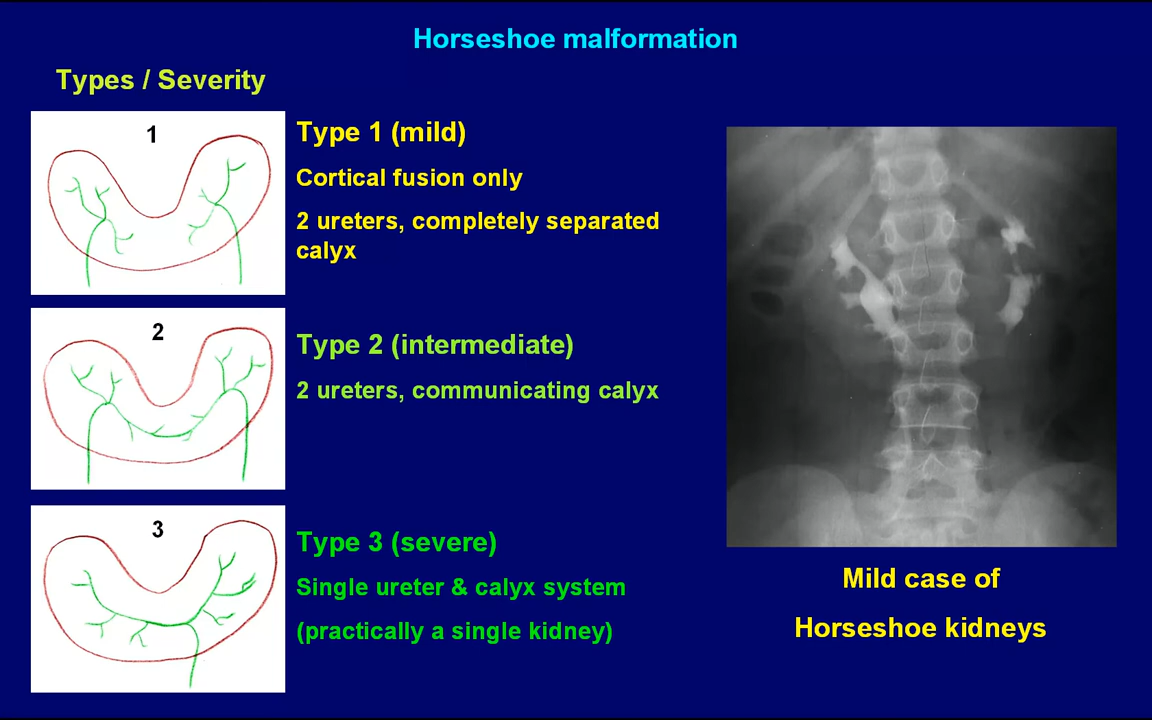 Horseshoe malformation
Types / Severity
1
Type 1 (mild)
Cortical fusion only
2 ureters, completely separated
calyx
2
Type 2 (intermediate)
2 ureters, communicating calyx
3
Type 3 (severe)
Single ureter & calyx system
(practically a single kidney)
Mild case of
Horseshoe kidneys